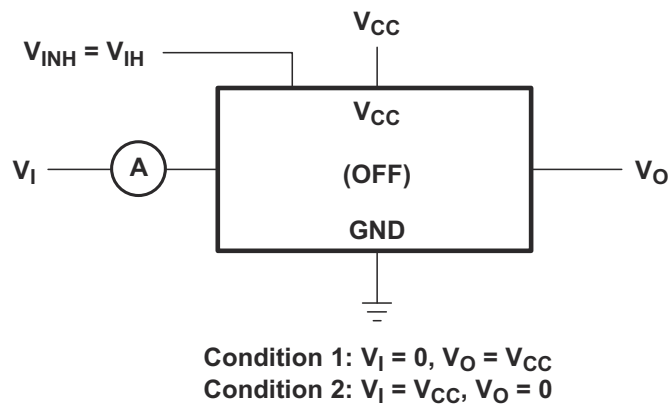 V_CC
V_INH = V_IH
V_CC
V_I
A
(OFF)
V_O
GND
Condition 1: V_I = 0, V_O = V_CC
Condition 2: V_I = V_CC, V_O = 0